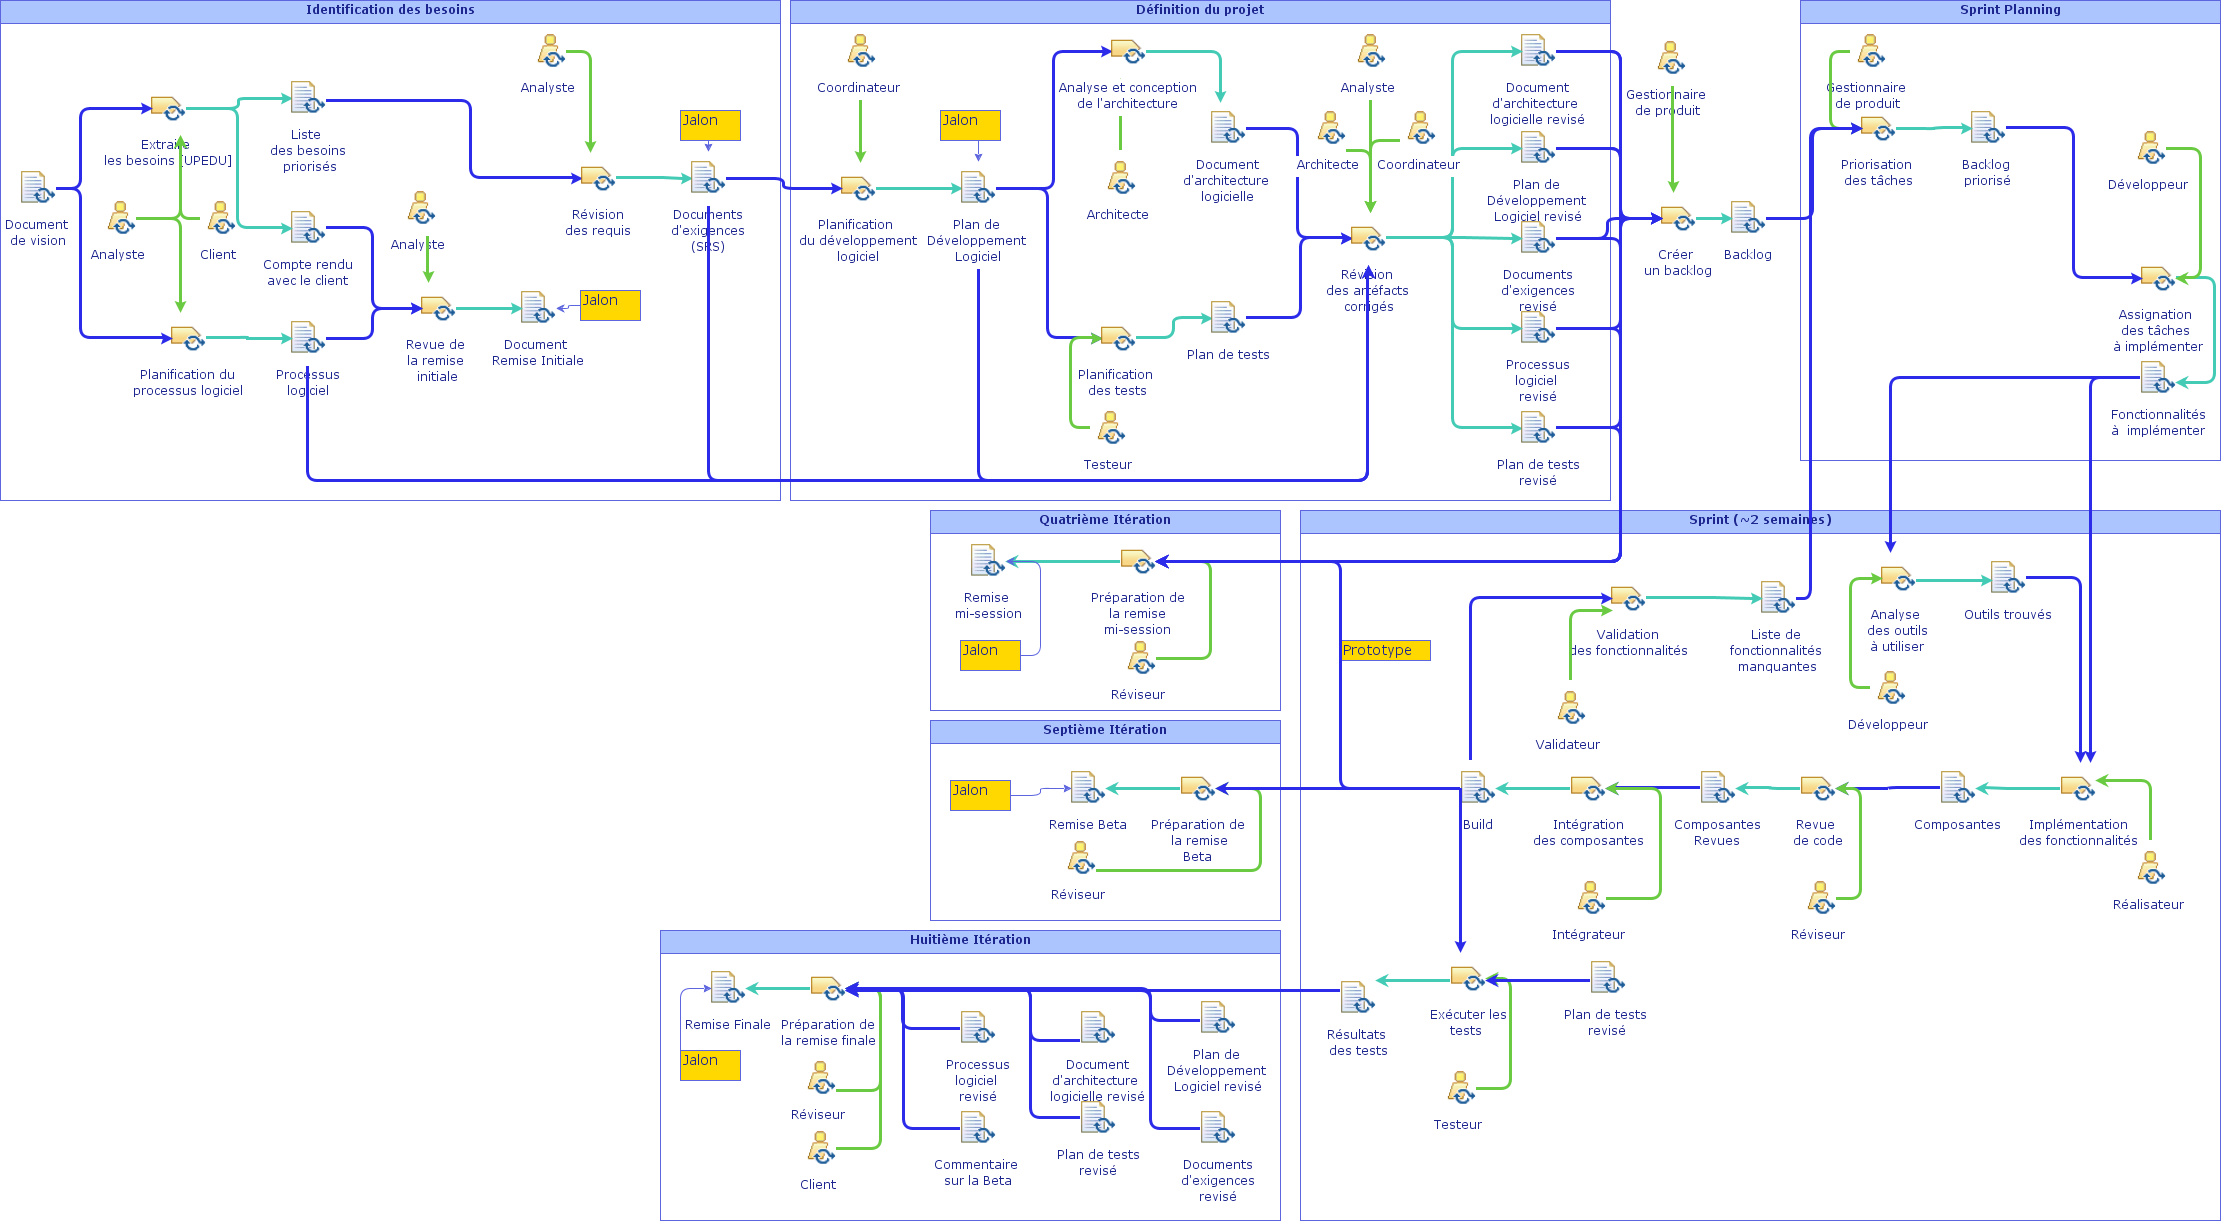 Identification des besoins
Analyste
Extraire
les besoins [UPEDU]
Liste
des besoins
priorisés
Jalon
Document
de vision
Analyste
Client
Compte rendu
avec le client
Analyste
Révision
des requis
Documents
d'exigences
(SRS)
Planification du
processus logiciel
Processus
logiciel
Revue de
la remise
initiale
Document
Remise Initiale
Jalon
Définition du projet
Coordinateur
Jalon
Planification
du développement
logiciel
Plan de
Développement
Logiciel
Analyse et conception
de l'architecture
Architecte
Document
d'architecture
logicielle
Planification
des tests
Testeur
Plan de tests
Analyste
Architecte
Coordinateur
Révision
des artéfacts
corrigés
Document
d'architecture
logicielle revisé
Plan de
Développement
Logiciel revisé
Documents
d'exigences
revisé
Processus
logiciel
revisé
Plan de tests
revisé
Gestionnaire
de produit
Créer
un backlog
Backlog
Sprint Planning
Gestionnaire
de produit
Priorisation
des tâches
Backlog
priorisé
Développeur
Assignation
des tâches
à implémenter
Fonctionnalités
à implémenter
Quatrième Itération
Remise
mi-session
Préparation de
la remise
mi-session
Jalon
Réviseur
Septième Itération
Jalon
Remise Beta
Préparation de
la remise
Beta
Réviseur
Huitième Itération
Remise Finale
Préparation de
la remise finale
Jalon
Réviseur
Client
Processus
logiciel
revisé
Document
d'architecture
logicielle revisé
Plan de
Développement
Logiciel revisé
Commentaire
sur la Beta
Plan de tests
revisé
Documents
d'exigences
revisé
Sprint (~2 semaines)
Prototype
Validation
des fonctionnalités
Liste de
fonctionnalités
manquantes
Analyse
des outils
à utiliser
Outils trouvés
Validateur
Développeur
Build
Intégration
des composantes
Composantes
Revues
Revue
de code
Composantes
Implémentation
des fonctionnalités
Intégrateur
Réviseur
Réalisateur
Résultats
des tests
Exécuter les
tests
Plan de tests
revisé
Testeur